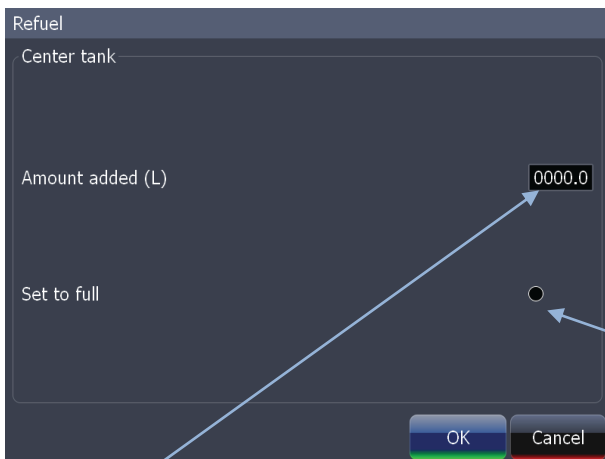 Refuel
Center tank
Amount added (L) 0000.0
Set to full
OK Cancel